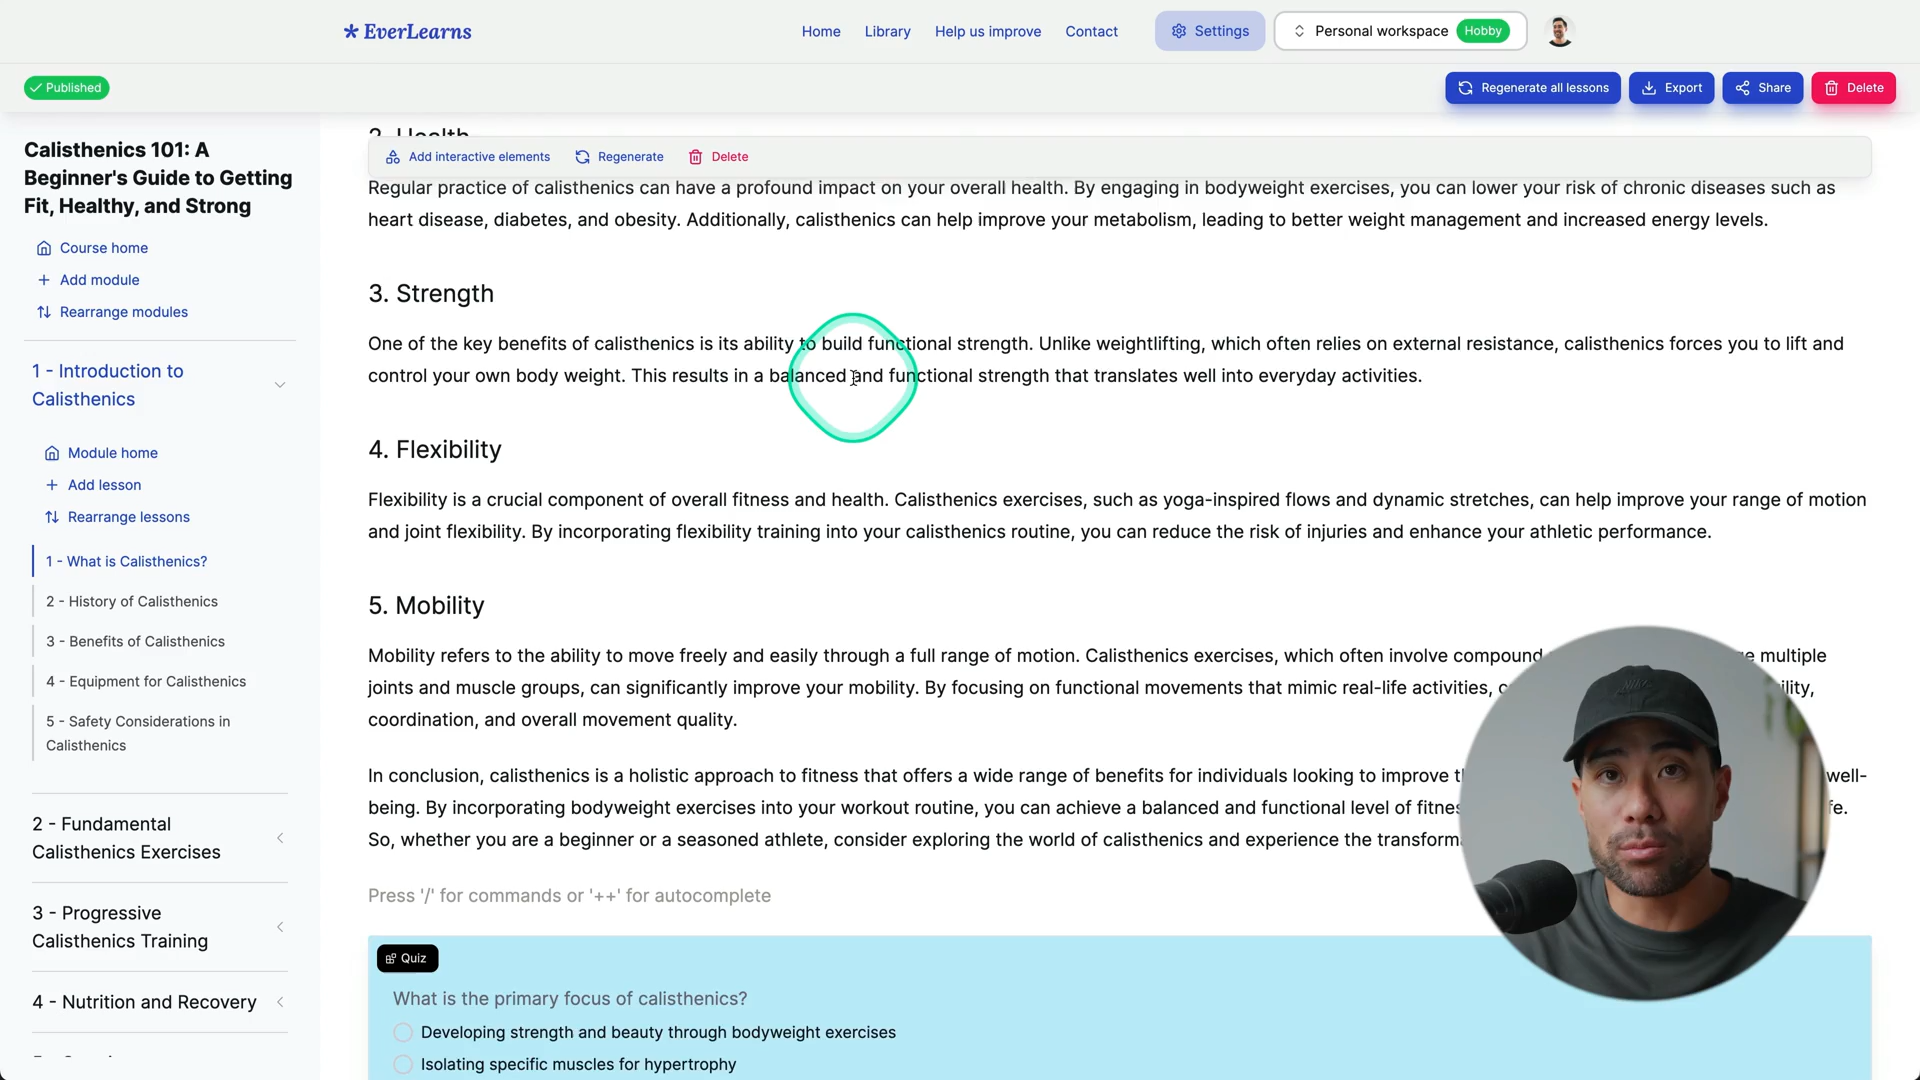 EverLearns
Home
Library
Help us improve
Contact
Settings
Personal workspace
Hobby
Published
Regenerate all lessons
Export
Share
Delete
Calisthenics 101: A
Beginner's Guide to Getting
Fit, Healthy, and Strong
Course home
Add module
Rearrange modules
1 - Introduction to
Calisthenics
Module home
Add lesson
Rearrange lessons
1 - What is Calisthenics?
2 - History of Calisthenics
3 - Benefits of Calisthenics
4 - Equipment for Calisthenics
5 - Safety Considerations in
Calisthenics
2 - Fundamental
Calisthenics Exercises
3 - Progressive
Calisthenics Training
4 - Nutrition and Recovery
2. Health
Add interactive elements
Regenerate
Delete
Regular practice of calisthenics can have a profound impact on your overall health. By engaging in bodyweight exercises, you can lower your risk of chronic diseases such as
heart disease, diabetes, and obesity. Additionally, calisthenics can help improve your metabolism, leading to better weight management and increased energy levels.
3. Strength
One of the key benefits of calisthenics is its ability to build functional strength. Unlike weightlifting, which often relies on external resistance, calisthenics forces you to lift and
control your own body weight. This results in a balanced and functional strength that translates well into everyday activities.
4. Flexibility
Flexibility is a crucial component of overall fitness and health. Calisthenics exercises, such as yoga-inspired flows and dynamic stretches, can help improve your range of motion
and joint flexibility. By incorporating flexibility training into your calisthenics routine, you can reduce the risk of injuries and enhance your athletic performance.
5. Mobility
Mobility refers to the ability to move freely and easily through a full range of motion. Calisthenics exercises, which often involve compound multiple
joints and muscle groups, can significantly improve your mobility. By focusing on functional movements that mimic real-life activities,
coordination, and overall movement quality.
In conclusion, calisthenics is a holistic approach to fitness that offers a wide range of benefits for individuals looking to improve well-
being. By incorporating bodyweight exercises into your workout routine, you can achieve a balanced and functional level of
So, whether you are a beginner or a seasoned athlete, consider exploring the world of calisthenics and experience the
Press '/' for commands or '++' for autocomplete
Quiz
What is the primary focus of calisthenics?
Developing strength and beauty through bodyweight exercises
Isolating specific muscles for hypertrophy